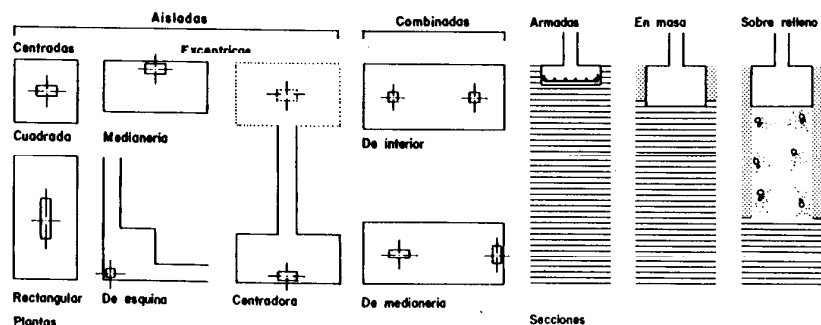 Aisladas
Combinadas
Armadas
En masa
Sobre relleno
Centradas
Excentricas
Cuadrada
Medianeria
De interior
Rectangular
De esquina
Centradora
De medianeria
Plantas
Secciones